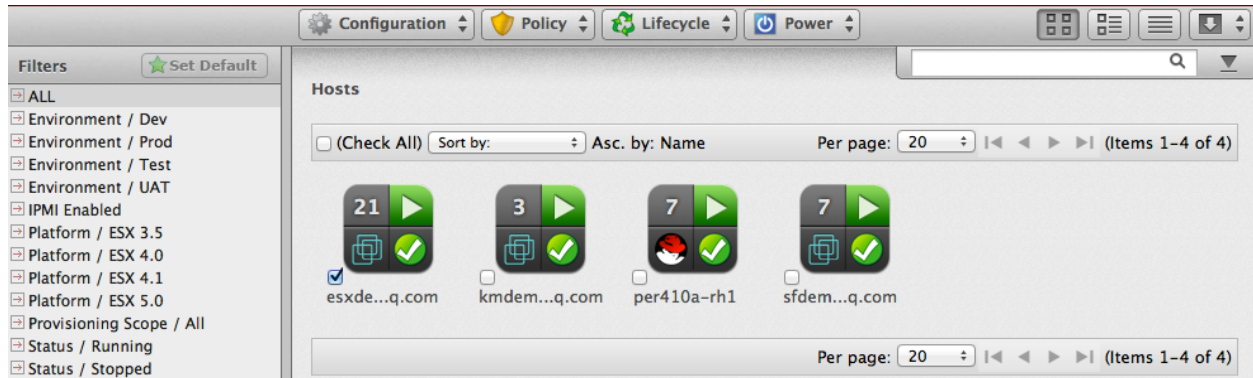 Configuration Policy Lifecycle Power
Filters Set Default
ALL
Environment / Dev
Environment / Prod
Environment / Test
Environment / UAT
IPMI Enabled
Platform / ESX 3.5
Platform / ESX 4.0
Platform / ESX 4.1
Platform / ESX 5.0
Provisioning Scope / All
Status / Running
Status / Stopped
Hosts
(Check All) Sort by: Asc. by: Name Per page: 20 (Items 1-4 of 4)
21 3 7 7
esxde...q.com kmdem...q.com per410a-rh1 sfdem...q.com
Per page: 20 (Items 1-4 of 4)